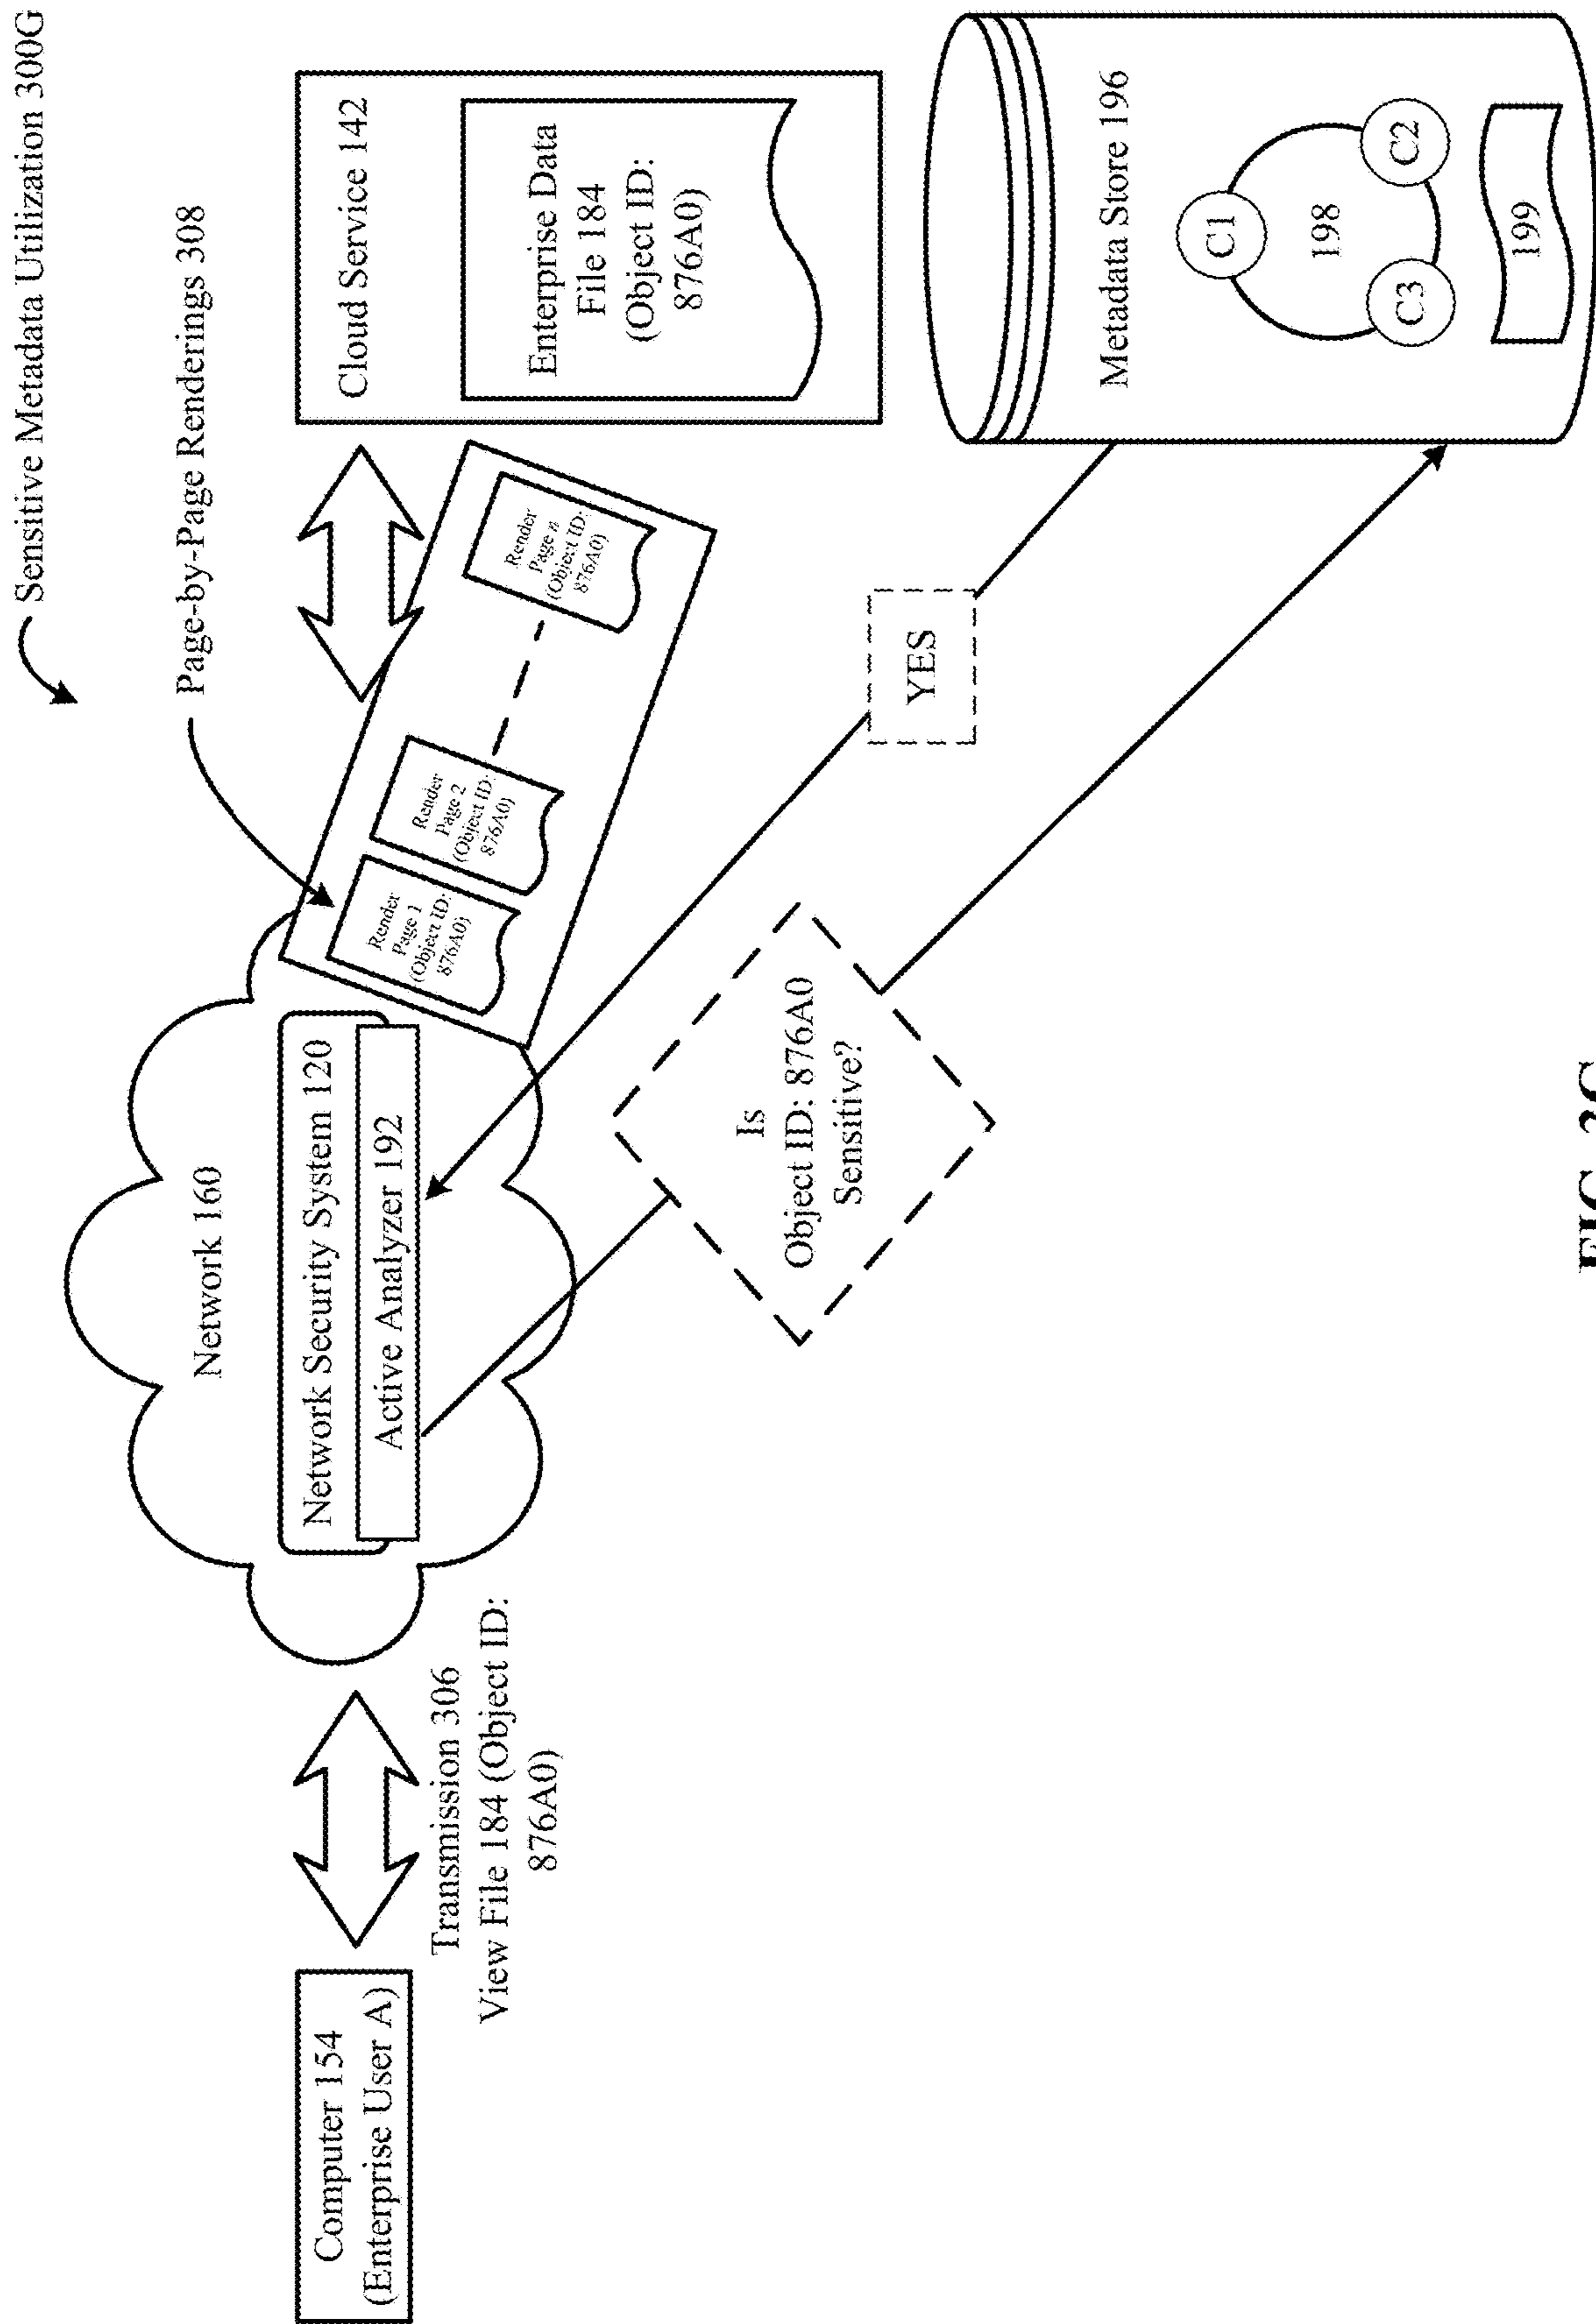 Sensitive Metadata Utilization 300G
Page-by-Page Renderings 308
Network 160
Computer 154
(Enterprise User A)
Transmission 306
View File 184 (Object ID:
876A0)
Network Security System 120
Active Analyzer 192
Render
Page 1
(Object ID:
876A0)
Render
Page 2
(Object ID:
876A0)
Render
Page n
(Object ID:
876A0)
Cloud Service 142
Enterprise Data
File 184
(Object ID:
876A0)
Is
Object ID: 876A0
Sensitive?
YES
Metadata Store 196
C1
198
C3
C2
199